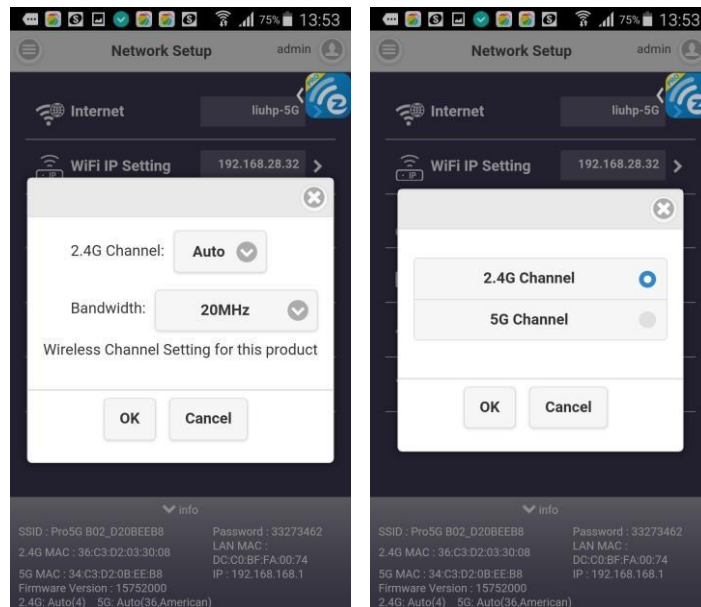 75% 13:53
Network Setup
admin
Internet
liuhp-5G
WiFi IP Setting
192.168.28.32
2.4G Channel:
Auto
Bandwidth:
20MHz
Wireless Channel Setting for this product
OK
Cancel
info
SSID : Pro5G B02_D20BEEB8
Password : 33273462
2.4G MAC : 36:C3:D2:03:30:08
LAN MAC :
DC:C0:BF:FA:00:74
5G MAC : 34:C3:D2:0B:EE:B8
IP : 192.168.168.1
Firmware Version : 15752000
2.4G: Auto(4) 5G: Auto(36,American)
75% 13:53
Network Setup
admin
Internet
liuhp-5G
WiFi IP Setting
192.168.28.32
2.4G Channel
5G Channel
OK
Cancel
info
SSID : Pro5G B02_D20BEEB8
Password : 33273462
2.4G MAC : 36:C3:D2:03:30:08
LAN MAC :
DC:C0:BF:FA:00:74
5G MAC : 34:C3:D2:0B:EE:B8
IP : 192.168.168.1
Firmware Version : 15752000
2.4G: Auto(4) 5G: Auto(36,American)